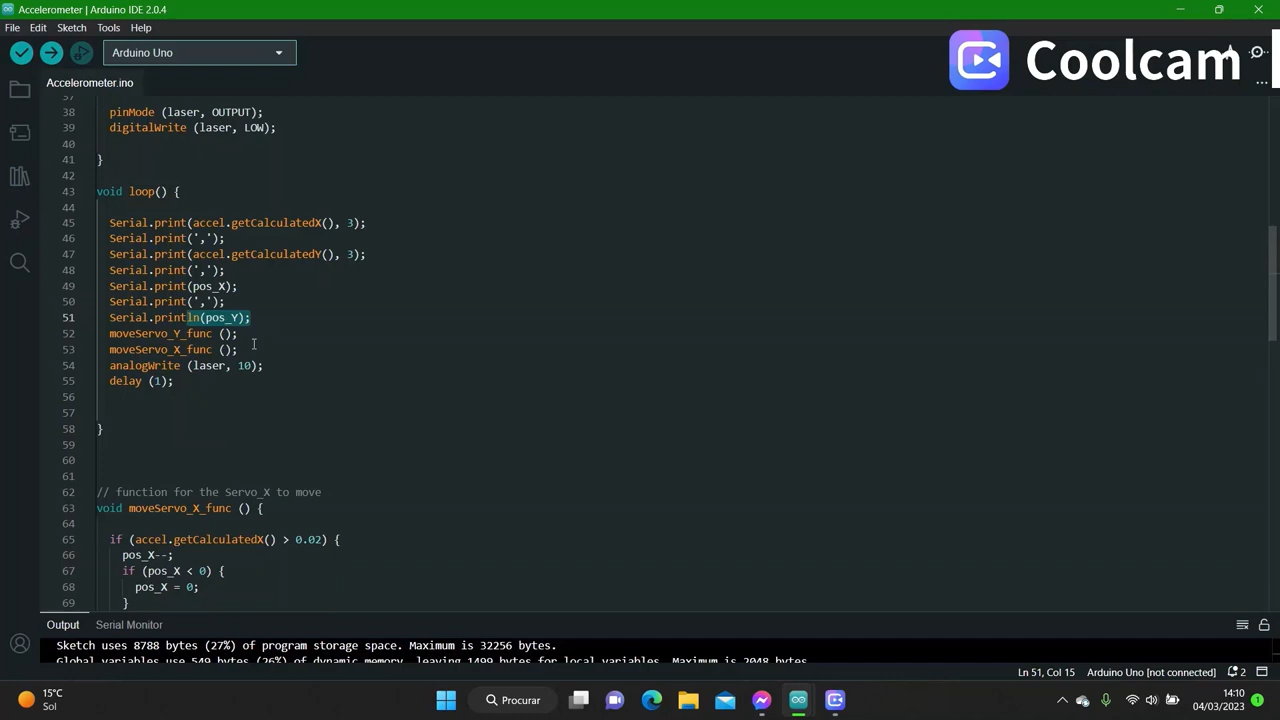 Accelerometer | Arduino IDE 2.0.4
File Edit Sketch Tools Help
Arduino Uno
Coolcam
Accelerometer.ino
37
38 pinMode (laser, OUTPUT);
39 digitalWrite (laser, LOW);
40
41 }
42
43 void loop() {
44
45 Serial.print(accel.getCalculatedX(), 3);
46 Serial.print(',');
47 Serial.print(accel.getCalculatedY(), 3);
48 Serial.print(',');
49 Serial.print(pos_X);
50 Serial.print(',');
51 Serial.println(pos_Y);
52 moveServo_Y_func ();
53 moveServo_X_func ();
54 analogWrite (laser, 10);
55 delay (1);
56
57
58 }
59
60
61
62 // function for the Servo_X to move
63 void moveServo_X_func () {
64
65 if (accel.getCalculatedX() > 0.02) {
66 pos_X--;
67 if (pos_X < 0) {
68 pos_X = 0;
69 }
Output Serial Monitor
Sketch uses 8788 bytes (27%) of program storage space. Maximum is 32256 bytes.
Global variables use 549 bytes (26%) of dynamic memory, leaving 1499 bytes for local variables. Maximum is 2048 bytes.
Ln 51, Col 15 Arduino Uno [not connected] 2
15°C
Sol
Procurar
14:10
04/03/2023
1